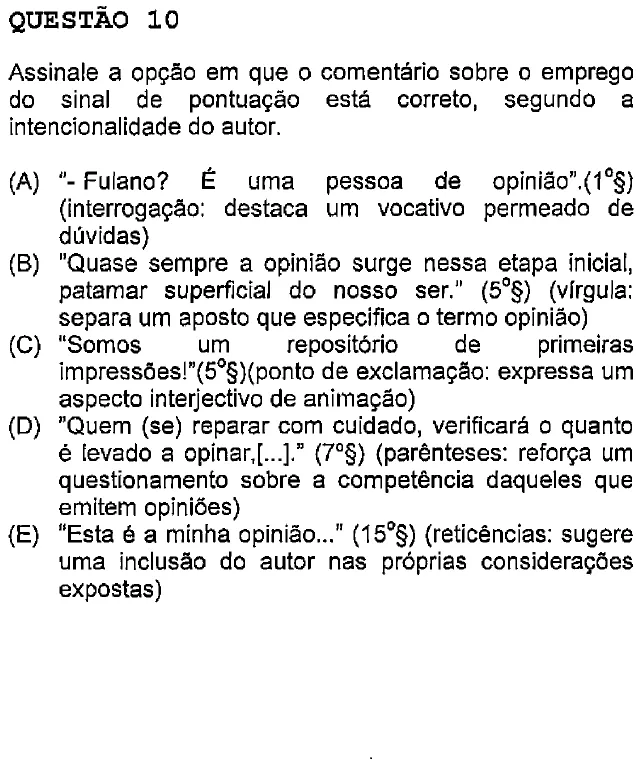 QUESTÃO 10
Assinale a opção em que o comentário sobre o emprego
do sinal de pontuação está correto, segundo a
intencionalidade do autor.
(A) "- Fulano? É uma pessoa de opinião".(1º§)
(interrogação: destaca um vocativo permeado de
dúvidas)
(B) "Quase sempre a opinião surge nessa etapa inicial,
patamar superficial do nosso ser." (5º§) (vírgula:
separa um aposto que especifica o termo opinião)
(C) "Somos um repositório de primeiras
impressões!"(5º§)(ponto de exclamação: expressa um
aspecto interjectivo de animação)
(D) "Quem (se) reparar com cuidado, verificará o quanto
é levado a opinar,[...]." (7º§) (parênteses: reforça um
questionamento sobre a competência daqueles que
emitem opiniões)
(E) "Esta é a minha opinião..." (15º§) (reticências: sugere
uma inclusão do autor nas próprias considerações
expostas)